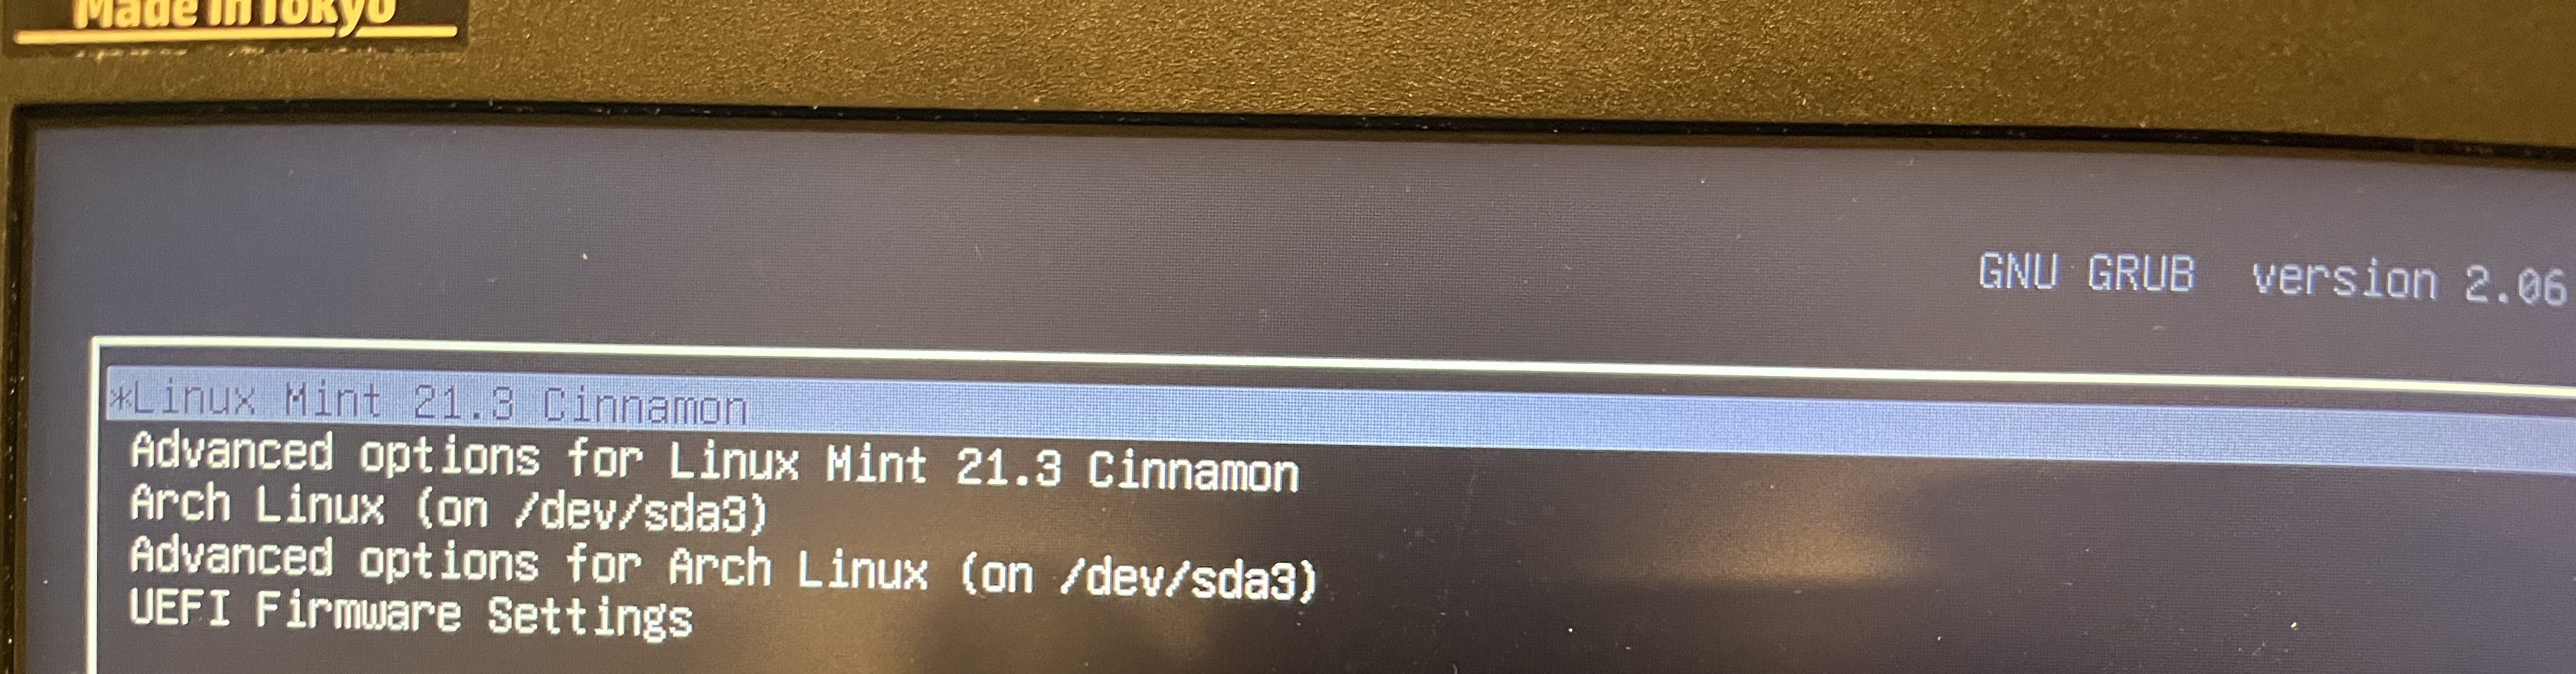 Made in Tokyo
GNU GRUB version 2.06
*Linux Mint 21.3 Cinnamon
Advanced options for Linux Mint 21.3 Cinnamon
Arch Linux (on /dev/sda3)
Advanced options for Arch Linux (on /dev/sda3)
UEFI Firmware Settings